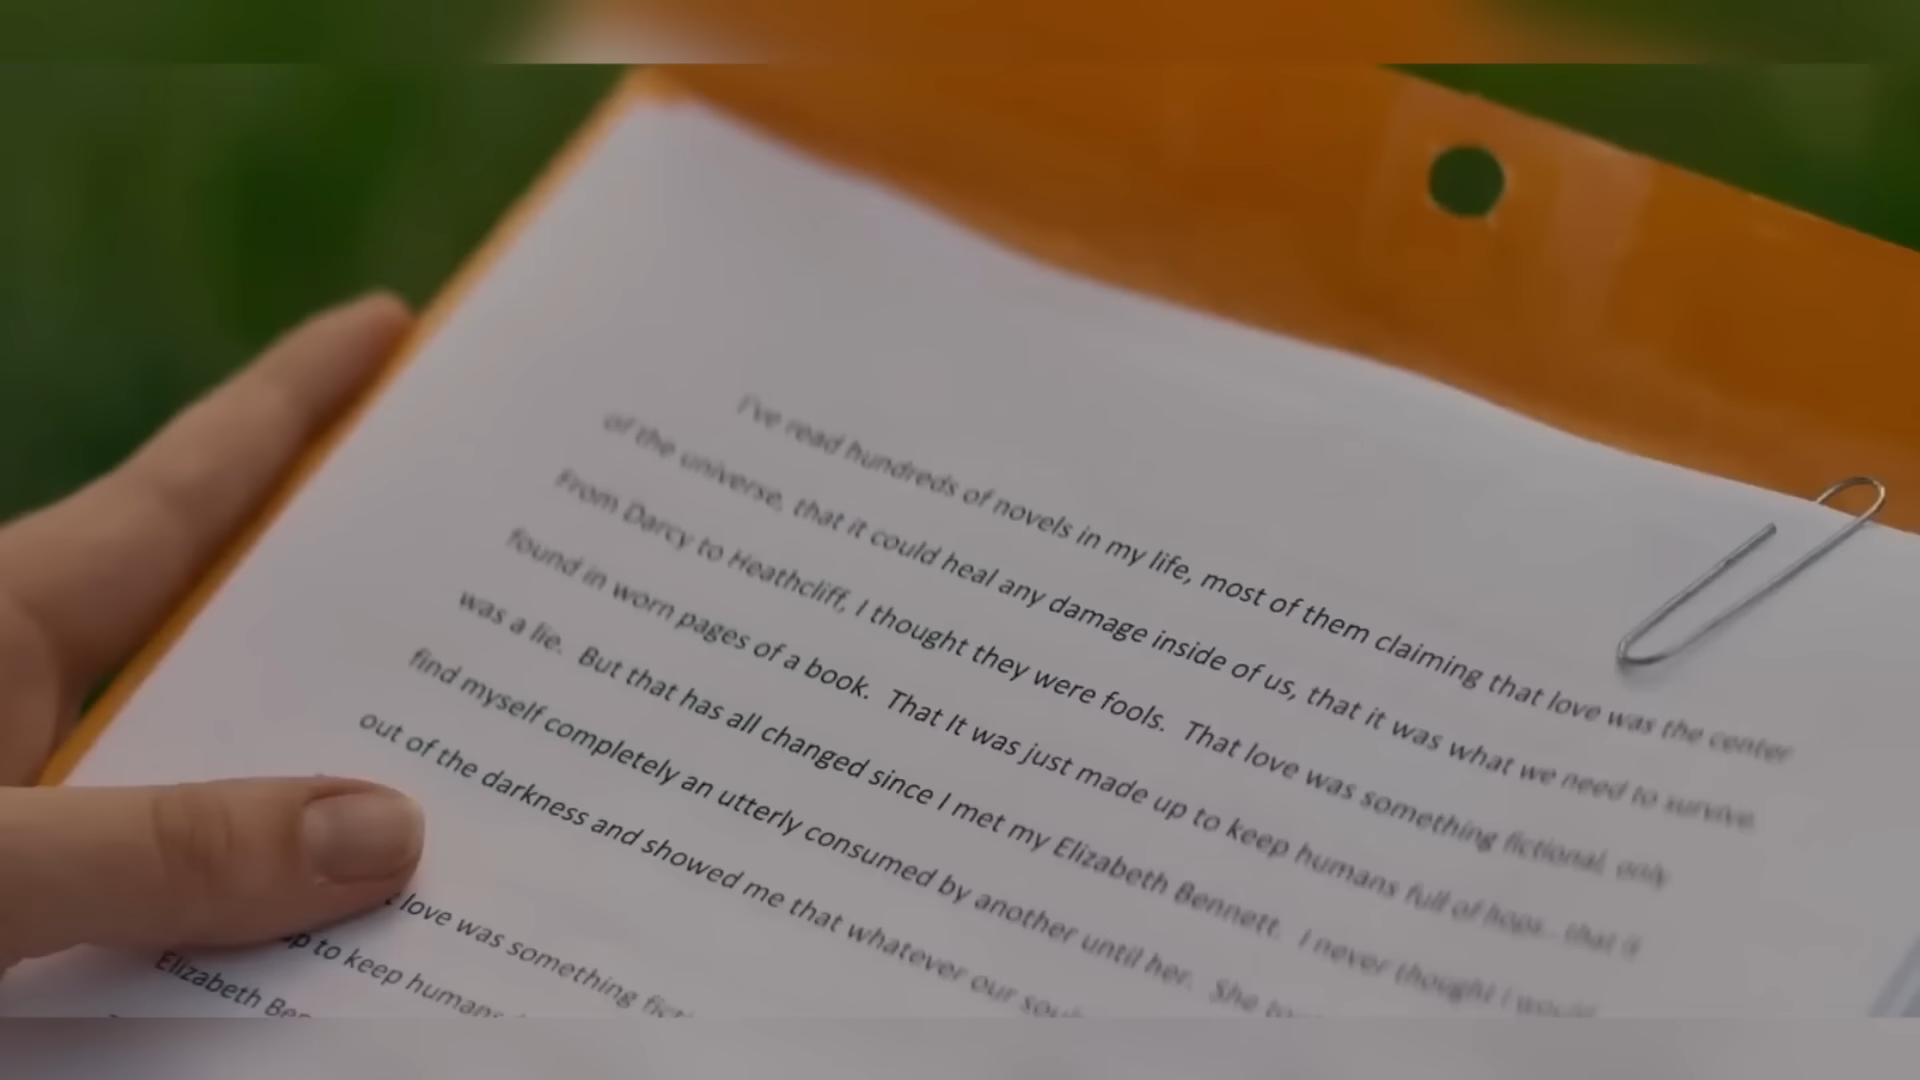 I've read hundreds of novels in my life, most of them claiming that love was the center
of the universe, that it could heal any damage inside of us, that it was what we need to survive.
From Darcy to Heathcliff, I thought they were fools.  That love was something fictional, only
found in worn pages of a book.  That It was just made up to keep humans full of hope.. that it
was a lie.  But that has all changed since I met my Elizabeth Bennett.  I never thought I would
find myself completely an utterly consumed by another until her.  She
out of the darkness and showed me that whatever our
love was something
to keep humans
Elizabeth